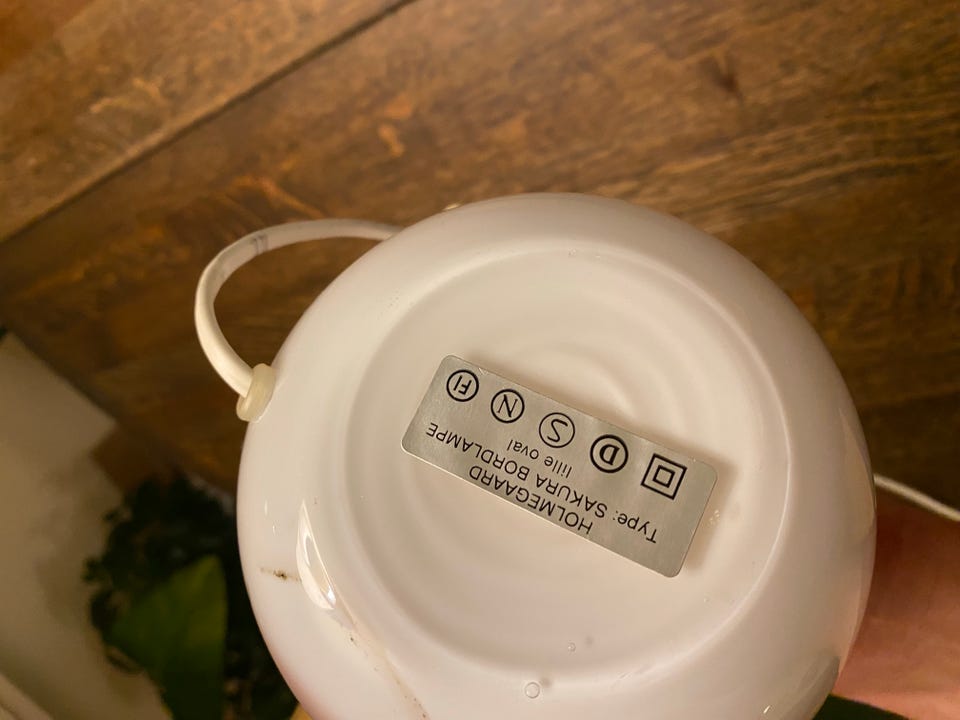 HOLMEGAARD
Type: SAKURA BORDLAMPE
lille oval
D S N FI